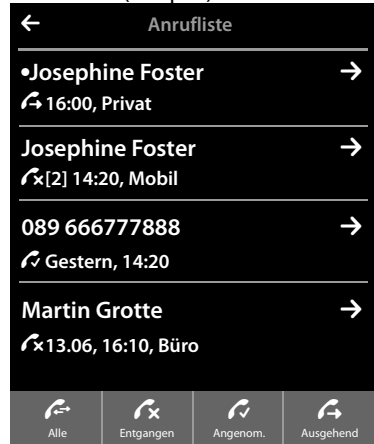 Anrufliste
•Josephine Foster
16:00, Privat
Josephine Foster
[2] 14:20, Mobil
089 666777888
Gestern, 14:20
Martin Grotte
13.06, 16:10, Büro
Alle Entgangen Angenom. Ausgehend